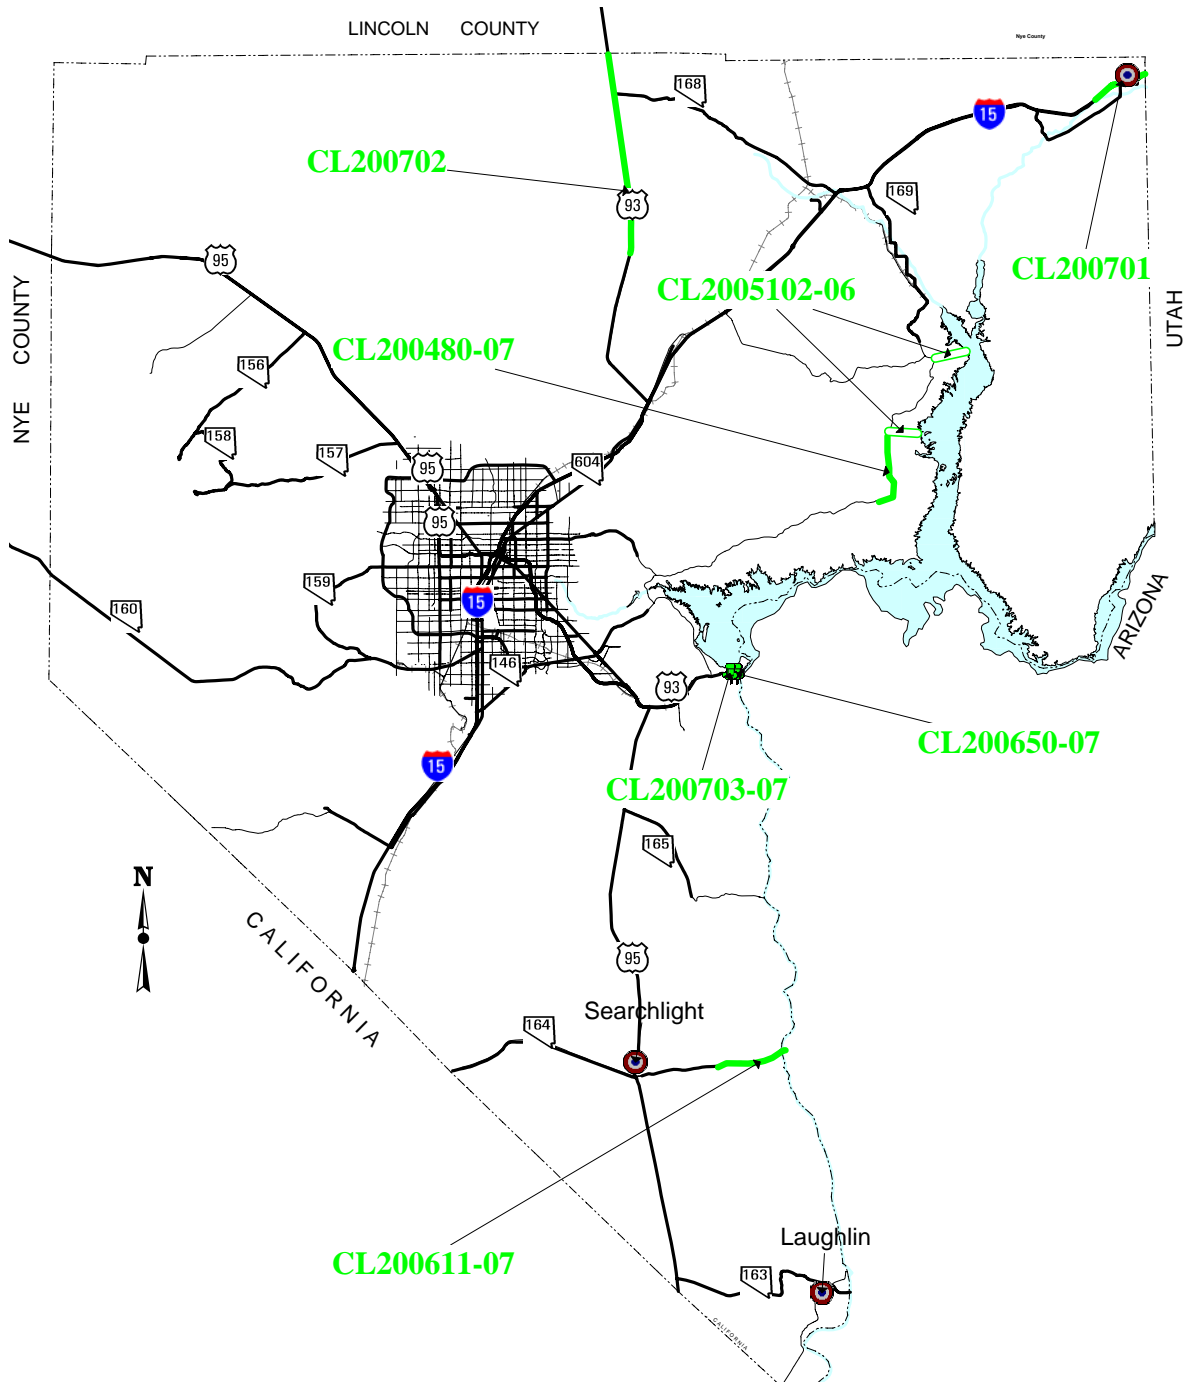 LINCOLN COUNTY
Nye County
168
15
CL200702
93
169
95
CL200701
CL2005102-06
NYE COUNTY
UTAH
CL200480-07
156
158
157
95
604
95
159
15
160
ARIZONA
146
93
CL200650-07
15
CL200703-07
165
N
CALIFORNIA
95
Searchlight
164
Laughlin
CL200611-07
163
CALIFORNIA